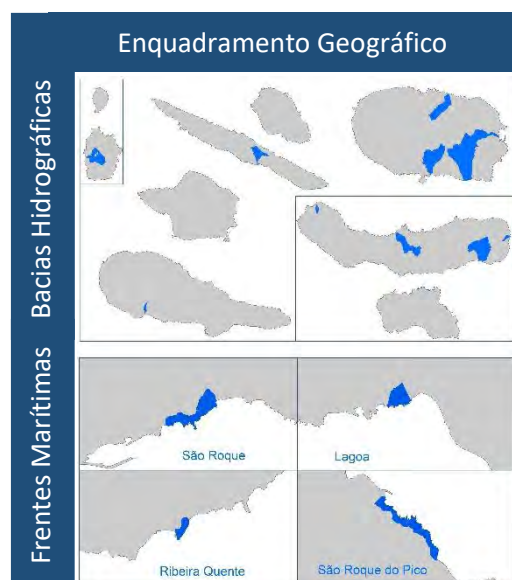 Enquadramento Geográfico
Bacias Hidrográficas
Frentes Marítimas
São Roque
Lagoa
Ribeira Quente
São Roque do Pico